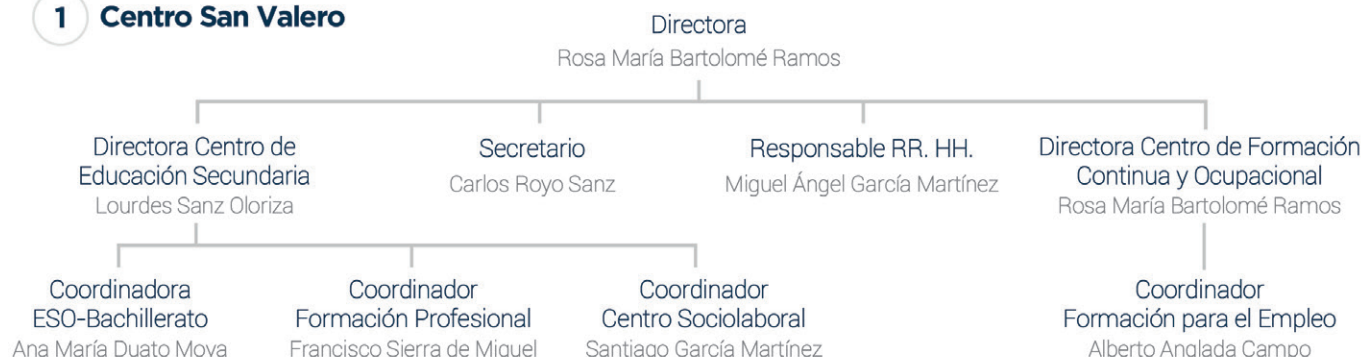 1 Centro San Valero
Directora
Rosa María Bartolomé Ramos
Directora Centro de
Educación Secundaria
Lourdes Sanz Oloriza
Secretario
Carlos Royo Sanz
Responsable RR. HH.
Miguel Ángel García Martínez
Directora Centro de Formación
Continua y Ocupacional
Rosa María Bartolomé Ramos
Coordinadora
ESO-Bachillerato
Ana María Duato Moya
Coordinador
Formación Profesional
Francisco Sierra de Miguel
Coordinador
Centro Sociolaboral
Santiago García Martínez
Coordinador
Formación para el Empleo
Alberto Anglada Campo